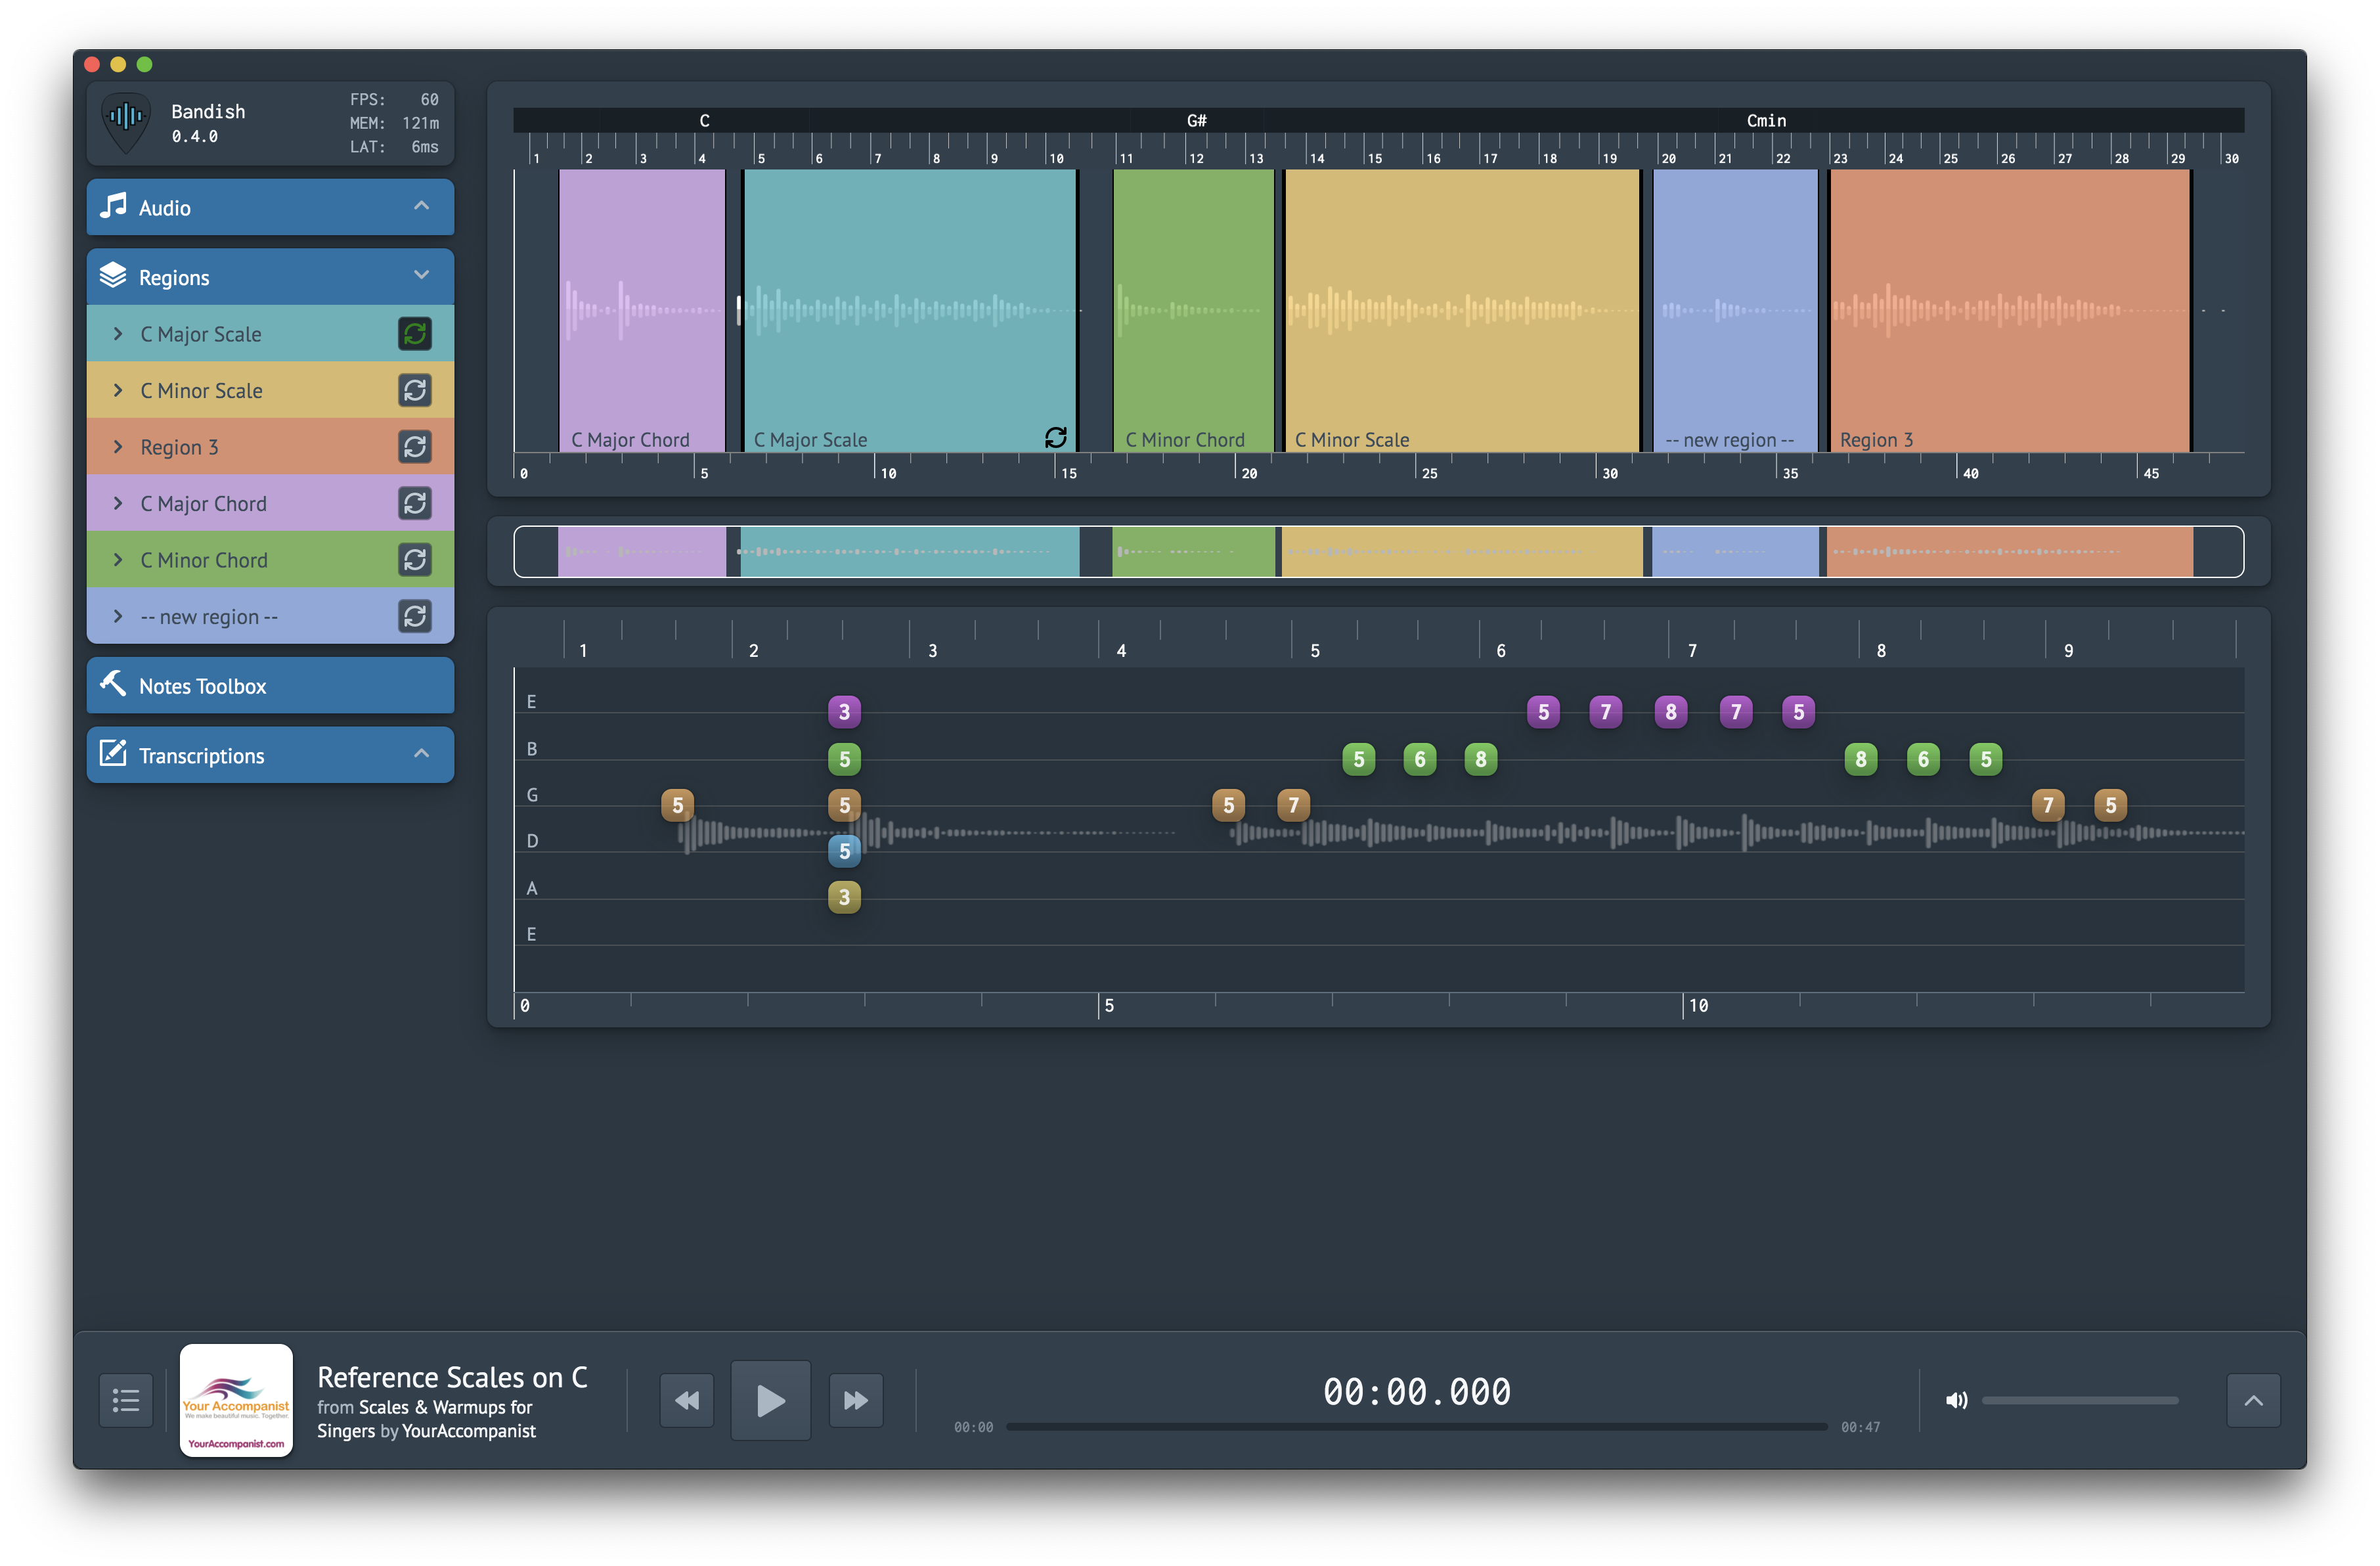 Bandish
0.4.0
FPS: 60
MEM: 121m
LAT: 6ms
Audio
Regions
C Major Scale
C Minor Scale
Region 3
C Major Chord
C Minor Chord
-- new region --
Notes Toolbox
Transcriptions
C G# Cmin
1 2 3 4 5 6 7 8 9 10 11 12 13 14 15 16 17 18 19 20 21 22 23 24 25 26 27 28 29 30
C Major Chord C Major Scale C Minor Chord C Minor Scale -- new region -- Region 3
0 5 10 15 20 25 30 35 40 45
1 2 3 4 5 6 7 8 9
E 3 5 7 8 7 5
B 5 5 6 8 8 6 5
G 5 5 5 7 7 5
D 5
A 3
E
0 5 10
Your Accompanist
We make beautiful music. Together.
YourAccompanist.com
Reference Scales on C
from Scales & Warmups for
Singers by YourAccompanist
00:00.000
00:00 00:47